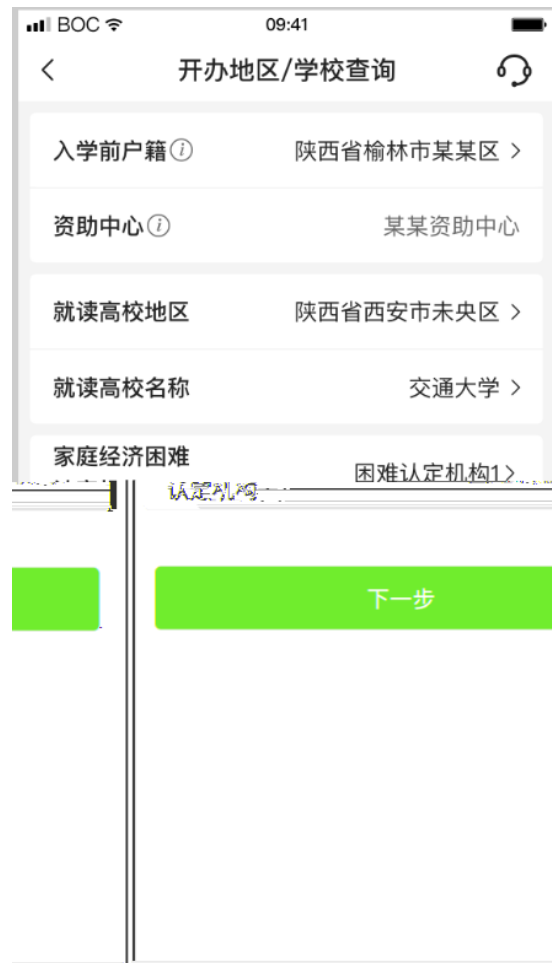 BOC 09:41
开办地区/学校查询
入学前户籍 陕西省榆林市某某区
资助中心 某某资助中心
就读高校地区 陕西省西安市未央区
就读高校名称 交通大学
家庭经济困难
困难认定机构1
认定机构
下一步